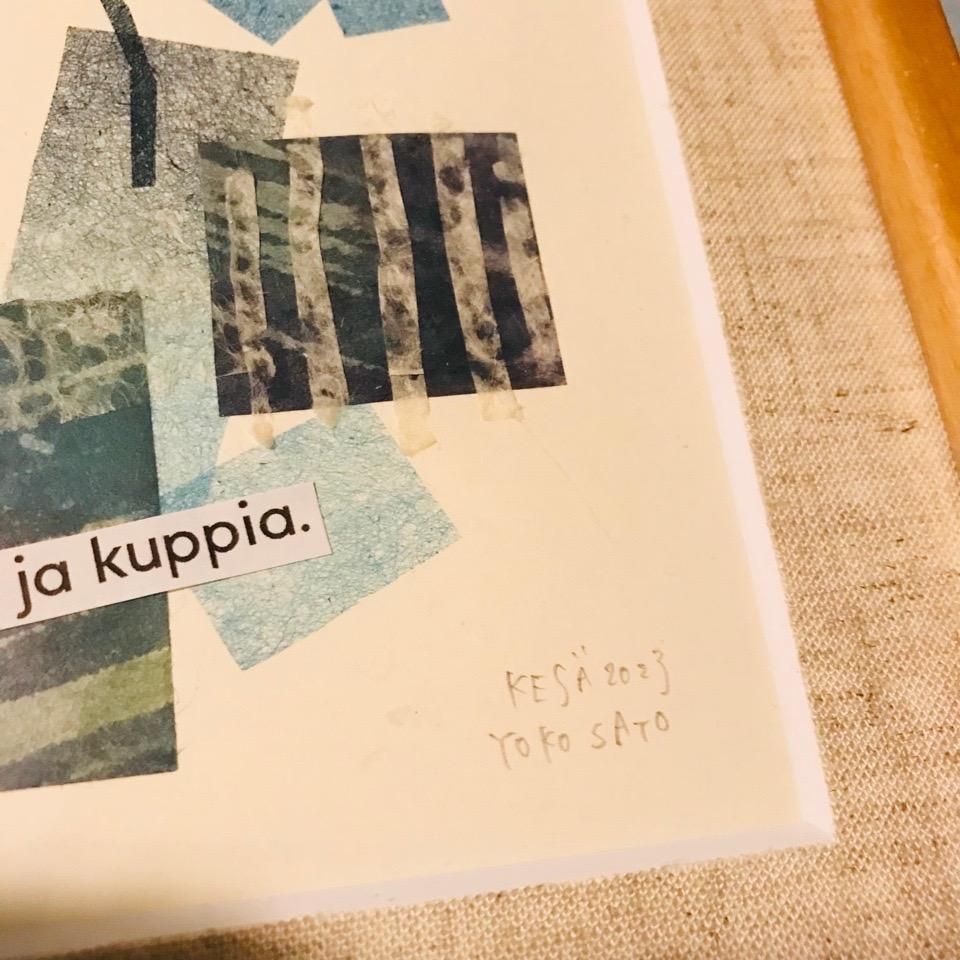 ja kuppia.
KESÄ 2023
YOKO SATO